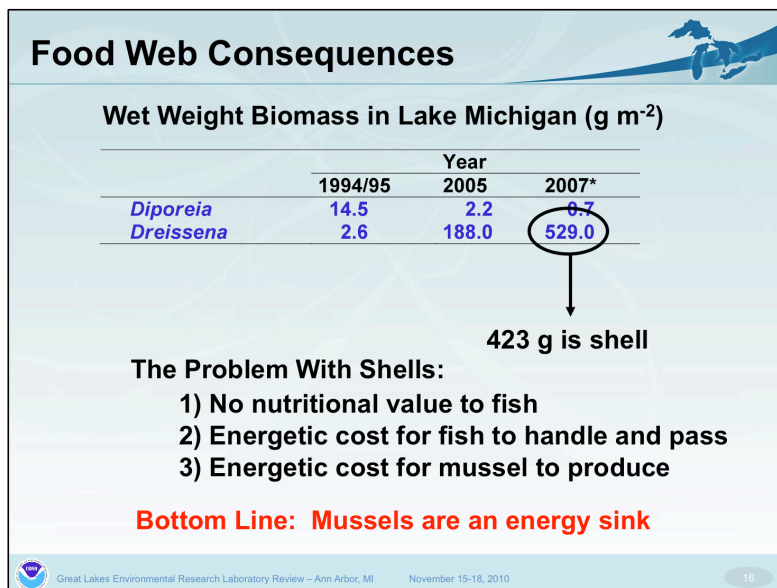 Food Web Consequences
Wet Weight Biomass in Lake Michigan (g m-2)
Year
1994/95 2005 2007*
Diporeia 14.5 2.2 0.7
Dreissena 2.6 188.0 529.0
423 g is shell
The Problem With Shells:
1) No nutritional value to fish
2) Energetic cost for fish to handle and pass
3) Energetic cost for mussel to produce
Bottom Line: Mussels are an energy sink
NOAA
Great Lakes Environmental Research Laboratory Review – Ann Arbor, MI November 15-18, 2010 16